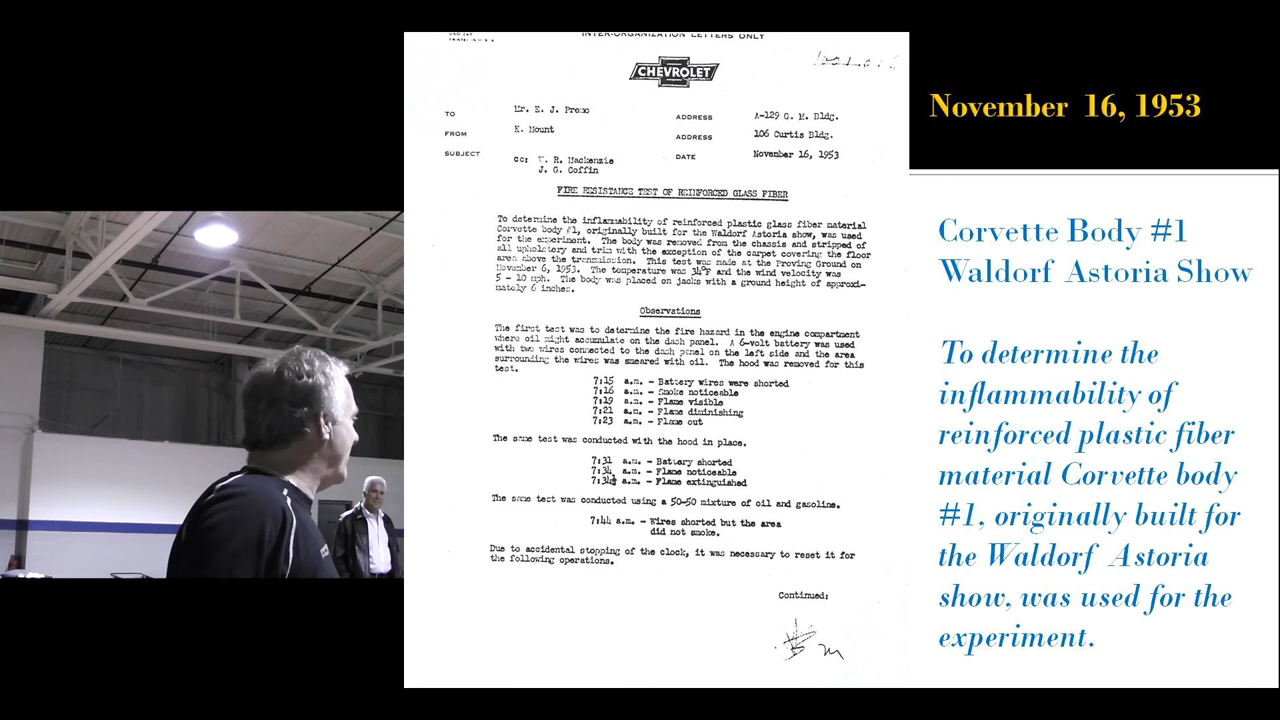 INTER-ORGANIZATION LETTERS ONLY
CHEVROLET
TO Mr. E. J. Premo ADDRESS A-129 G. M. Bldg.
FROM K. Mount ADDRESS 106 Curtis Bldg.
SUBJECT cc: W. R. Mackenzie DATE November 16, 1953
J. G. Coffin
FIRE RESISTANCE TEST OF REINFORCED GLASS FIBER
To determine the inflammability of reinforced plastic glass fiber material
Corvette body #1, originally built for the Waldorf Astoria show, was used
for the experiment. The body was removed from the chassis and stripped of
all upholstery and trim with the exception of the carpet covering the floor
area above the transmission. This test was made at the Proving Ground on
November 6, 1953. The temperature was 34°F and the wind velocity was
5 - 10 mph. The body was placed on jacks with a ground height of approxi-
mately 6 inches.
Observations
The first test was to determine the fire hazard in the engine compartment
where oil might accumulate on the dash panel. A 6-volt battery was used
with two wires connected to the dash panel on the left side and the area
surrounding the wires was smeared with oil. The hood was removed for this
test.
7:15 a.m. - Battery wires were shorted
7:16 a.m. - Smoke noticeable
7:19 a.m. - Flame visible
7:21 a.m. - Flame diminishing
7:23 a.m. - Flame out
The same test was conducted with the hood in place.
7:31 a.m. - Battery shorted
7:34 a.m. - Flame noticeable
7:34½ a.m. - Flame extinguished
The same test was conducted using a 50-50 mixture of oil and gasoline.
7:44 a.m. - Wires shorted but the area
did not smoke.
Due to accidental stopping of the clock, it was necessary to reset it for
the following operations.
Continued:
November 16, 1953
Corvette Body #1
Waldorf Astoria Show
To determine the
inflammability of
reinforced plastic fiber
material Corvette body
#1, originally built for
the Waldorf Astoria
show, was used for the
experiment.